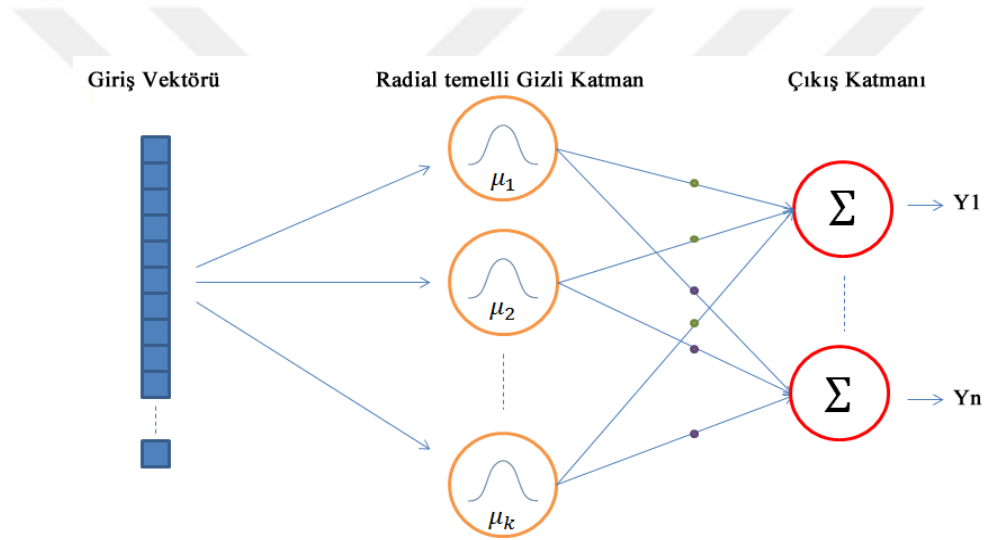 Giriş Vektörü
Radial temelli Gizli Katman
Çıkış Katmanı
μ₁
Σ
Y1
μ₂
Σ
Yn
μₖ